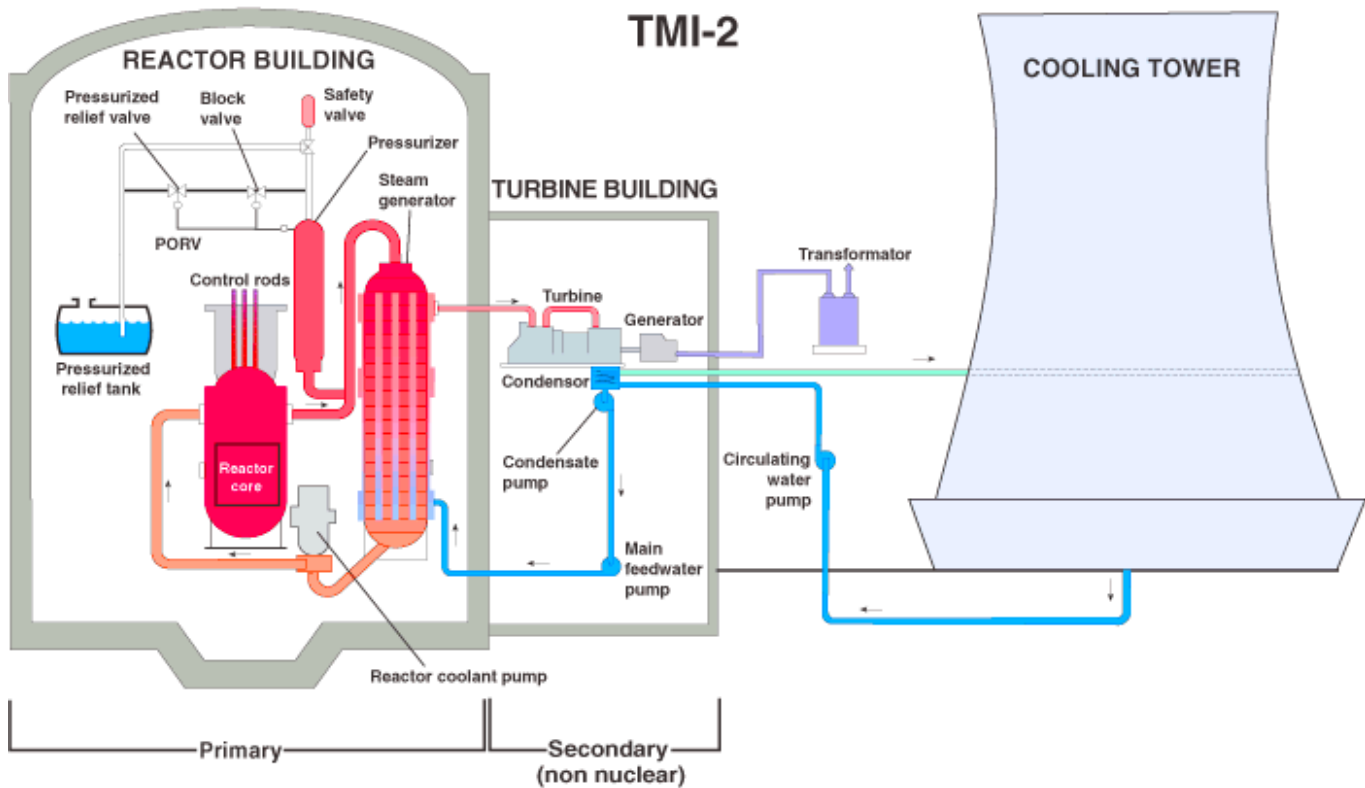 TMI-2
REACTOR BUILDING
COOLING TOWER
Pressurized
relief valve
Block
valve
Safety
valve
Pressurizer
Steam
generator
TURBINE BUILDING
PORV
Control rods
Transformator
Turbine
Generator
Pressurized
relief tank
Condensor
Reactor
core
Condensate
pump
Circulating
water
pump
Main
feedwater
pump
Reactor coolant pump
Primary
Secondary
(non nuclear)